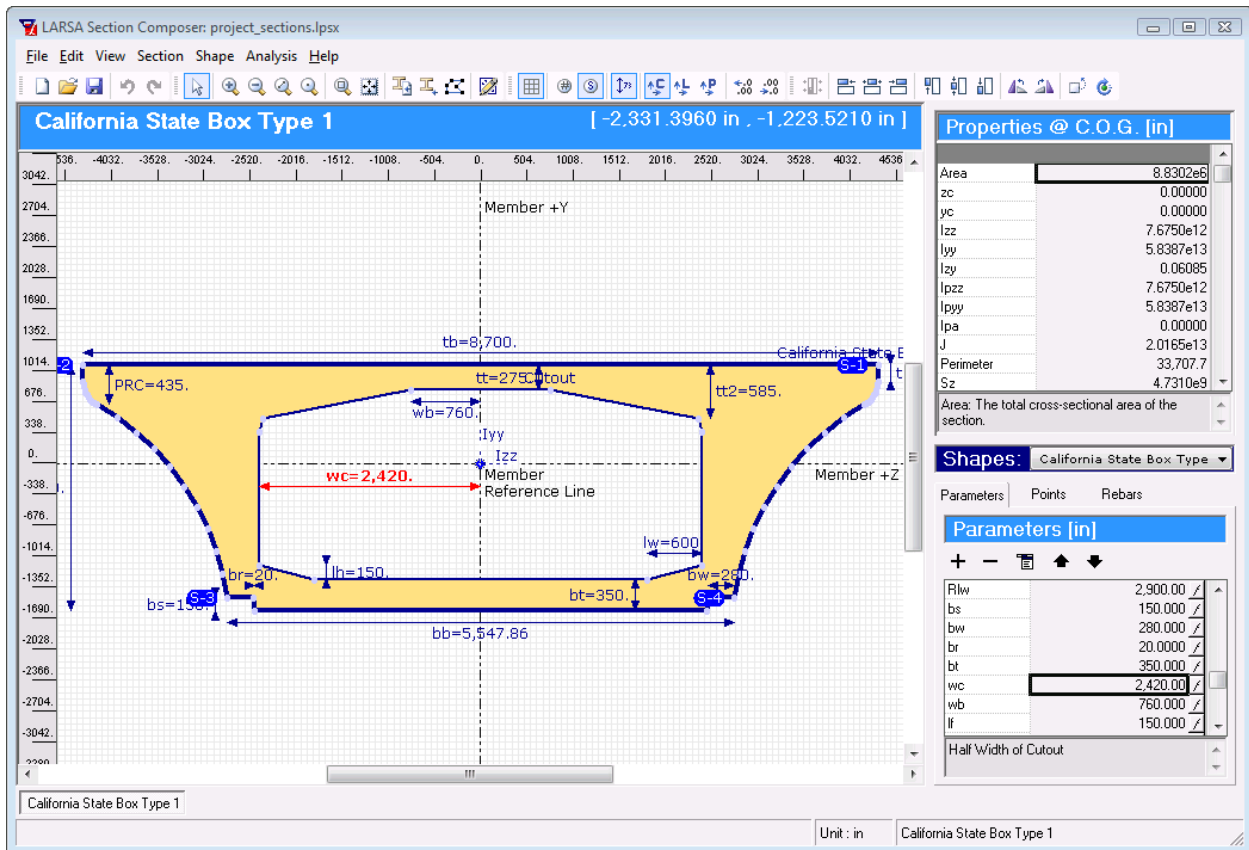 LARSA Section Composer: project_sections.lpsx
File Edit View Section Shape Analysis Help
California State Box Type 1 [ -2,331.3960 in , -1,223.5210 in ]
536. -4032. -3528. -3024. -2520. -2016. -1512. -1008. -504. 0. 504. 1008. 1512. 2016. 2520. 3024. 3528. 4032. 4536
3042.
2704.
2366.
2028.
1690.
1352.
1014.
676.
338.
0.
-338.
-676.
-1014.
-1352.
-1690.
-2028.
-2366.
-2704.
-3042.
Member +Y
tb=8,700.
California State B
S-1
PRC=435.
tt=275.
Cutout
tt2=585.
t
wb=760.
Iyy
Izz
wc=2,420.
Member
Reference Line
Member +Z
lw=600
br=20.
lh=150.
bw=280.
bs=150.
S-3
bt=350.
S-4
bb=5,547.86
Properties @ C.O.G. [in]
Area 8.8302e6
zc 0.00000
yc 0.00000
Izz 7.6750e12
Iyy 5.8387e13
Izy 0.06085
Ipzz 7.6750e12
Ipyy 5.8387e13
Ipa 0.00000
J 2.0165e13
Perimeter 33,707.7
Sz 4.7310e9
Area: The total cross-sectional area of the
section.
Shapes: California State Box Type
Parameters Points Rebars
Parameters [in]
Rlw 2,900.00 f
bs 150.000 f
bw 280.000 f
br 20.0000 f
bt 350.000 f
wc 2,420.00 f
wb 760.000 f
lf 150.000 f
Half Width of Cutout
California State Box Type 1
Unit : in
California State Box Type 1